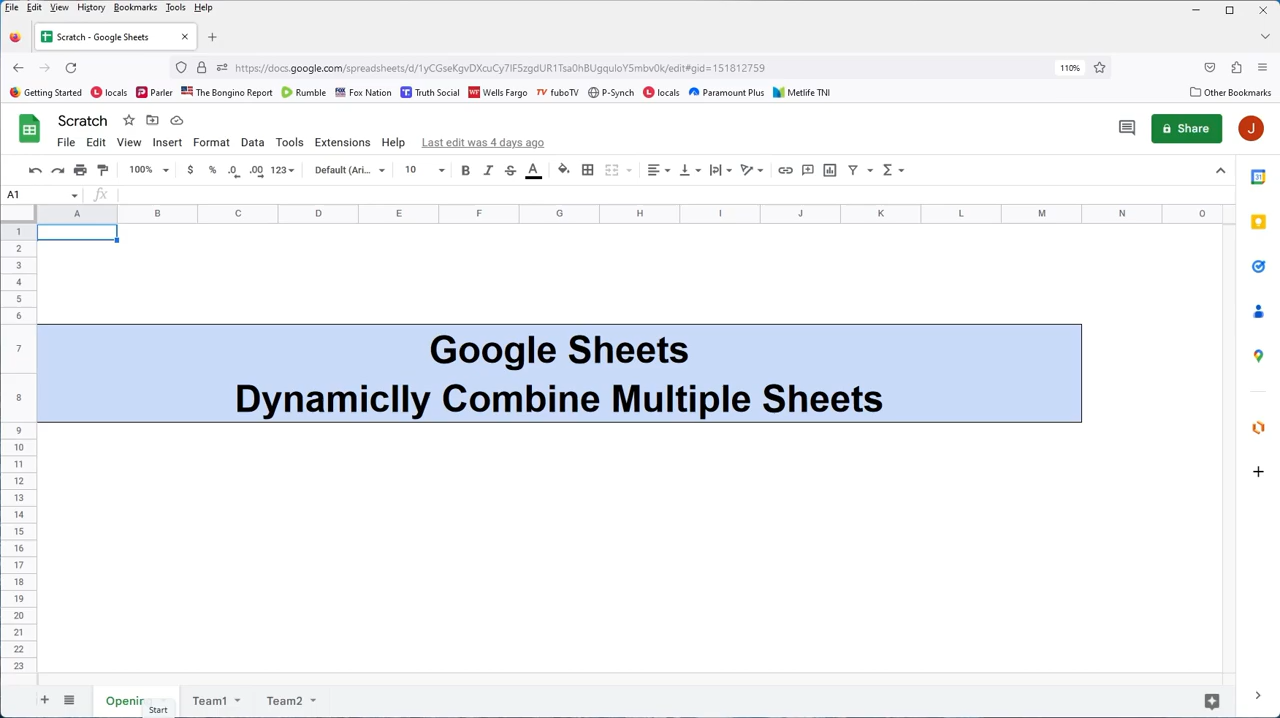 File Edit View History Bookmarks Tools Help
Scratch - Google Sheets
https://docs.google.com/spreadsheets/d/1yCGseKgvDXcuCy7IF5zgdUR1Tsa0hBUgquloY5mbv0k/edit#gid=151812759 110%
Getting Started locals Parler The Bongino Report Rumble Fox Nation Truth Social Wells Fargo fuboTV P-Synch locals Paramount Plus Metlife TNI Other Bookmarks
Scratch
File Edit View Insert Format Data Tools Extensions Help Last edit was 4 days ago
Share J
100% $ % .0 .00 123 Default (Ari... 10 B I S A
A1 fx
A B C D E F G H I J K L M N O
1
2
3
4
5
6
7 Google Sheets
8 Dynamiclly Combine Multiple Sheets
9
10
11
12
13
14
15
16
17
18
19
20
21
22
23
Team1 Team2
Start